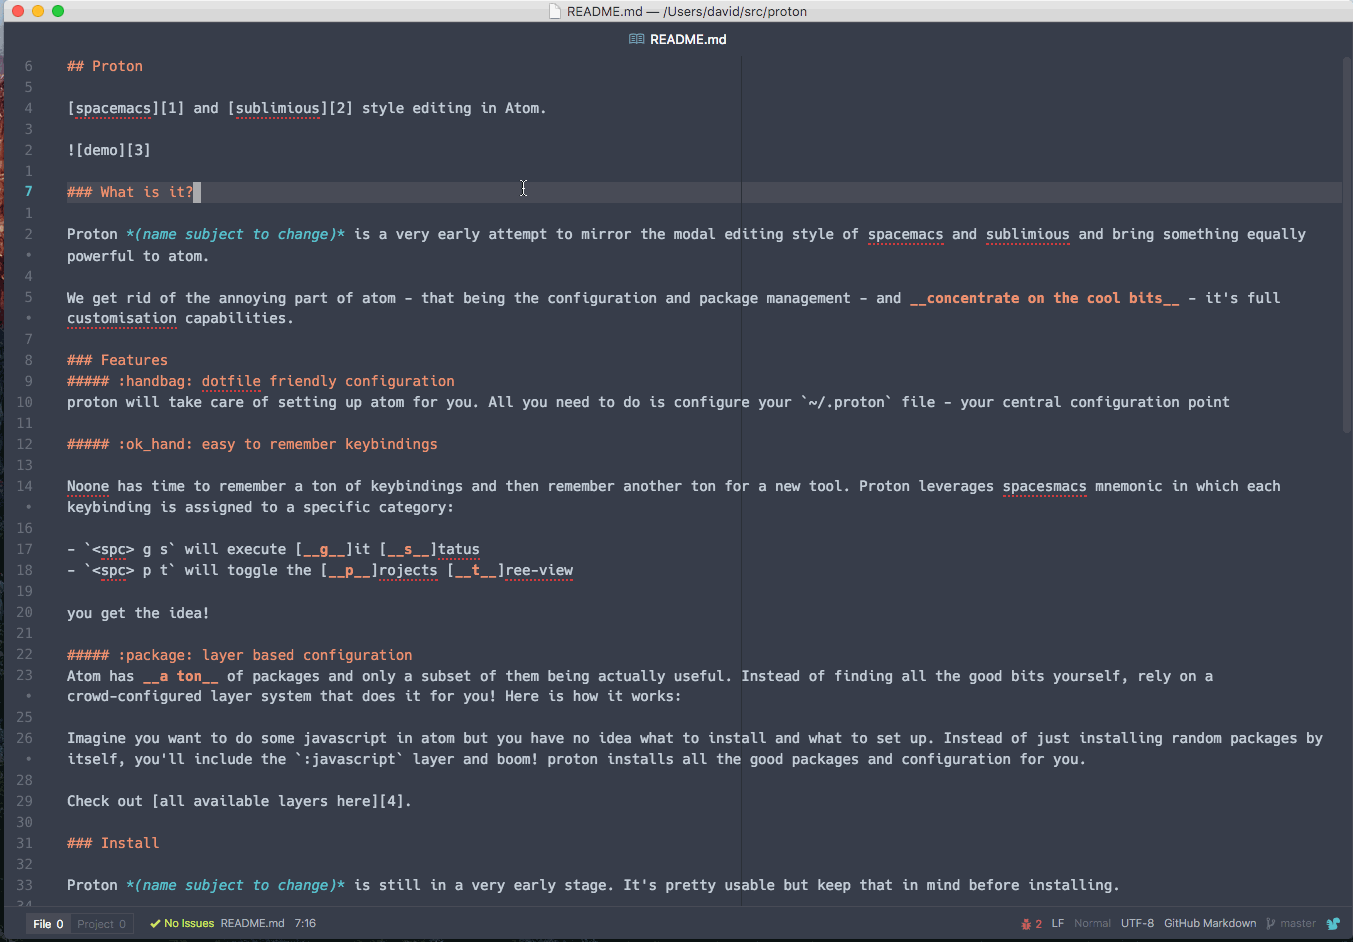 README.md — /Users/david/src/proton
README.md
6 ## Proton
5
4 [spacemacs][1] and [sublimious][2] style editing in Atom.
3
2 ![demo][3]
1
7 ### What is it?
1
2 Proton *(name subject to change)* is a very early attempt to mirror the modal editing style of spacemacs and sublimious and bring something equally
• powerful to atom.
4
5 We get rid of the annoying part of atom - that being the configuration and package management - and __concentrate on the cool bits__ - it's full
• customisation capabilities.
7
8 ### Features
9 ##### :handbag: dotfile friendly configuration
10 proton will take care of setting up atom for you. All you need to do is configure your `~/.proton` file - your central configuration point
11
12 ##### :ok_hand: easy to remember keybindings
13
14 Noone has time to remember a ton of keybindings and then remember another ton for a new tool. Proton leverages spacesmacs mnemonic in which each
• keybinding is assigned to a specific category:
16
17 - `<spc> g s` will execute [__g__]it [__s__]tatus
18 - `<spc> p t` will toggle the [__p__]rojects [__t__]ree-view
19
20 you get the idea!
21
22 ##### :package: layer based configuration
23 Atom has __a ton__ of packages and only a subset of them being actually useful. Instead of finding all the good bits yourself, rely on a
• crowd-configured layer system that does it for you! Here is how it works:
25
26 Imagine you want to do some javascript in atom but you have no idea what to install and what to set up. Instead of just installing random packages by
• itself, you'll include the `:javascript` layer and boom! proton installs all the good packages and configuration for you.
28
29 Check out [all available layers here][4].
30
31 ### Install
32
33 Proton *(name subject to change)* is still in a very early stage. It's pretty usable but keep that in mind before installing.
34
File 0 Project 0 No Issues README.md 7:16 2 LF Normal UTF-8 GitHub Markdown master